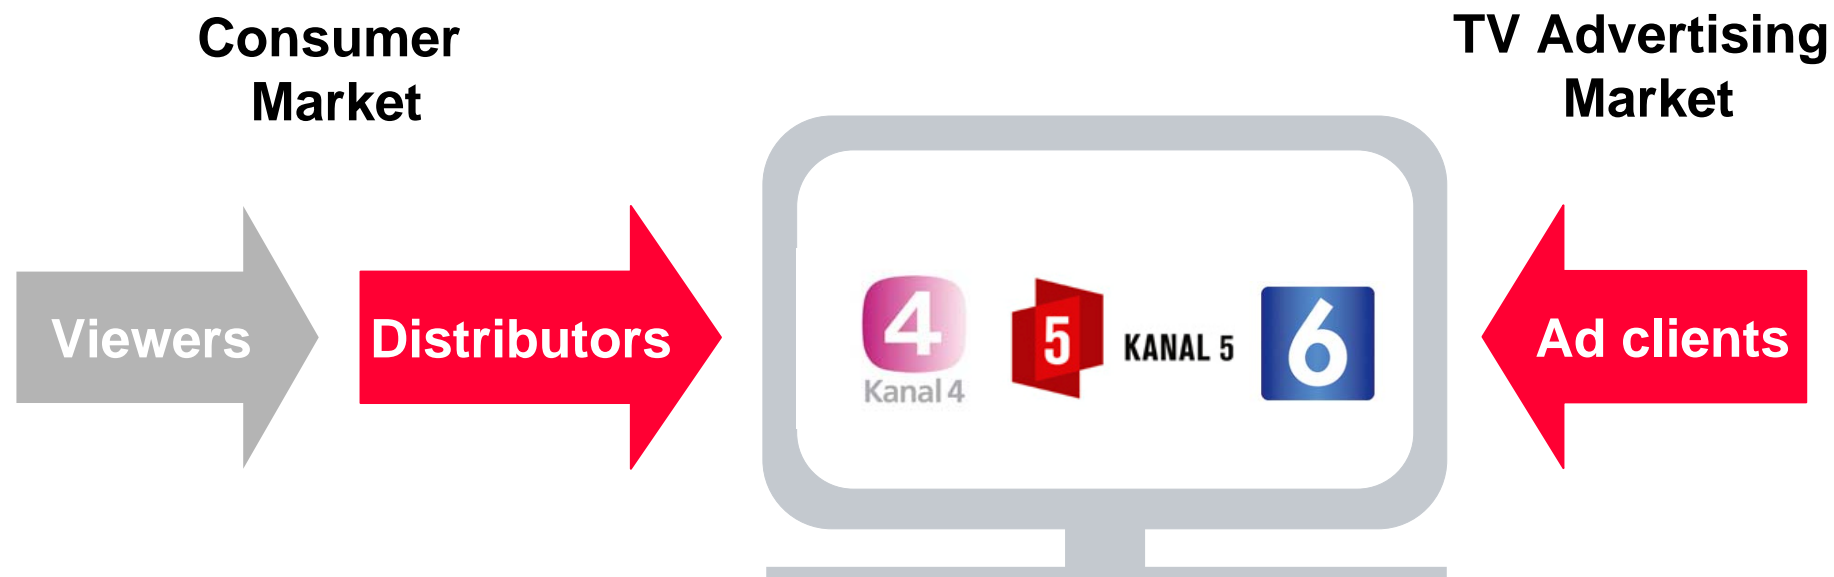 Consumer
Market
TV Advertising
Market
Viewers
Distributors
4
Kanal 4
5
KANAL 5
6
Ad clients